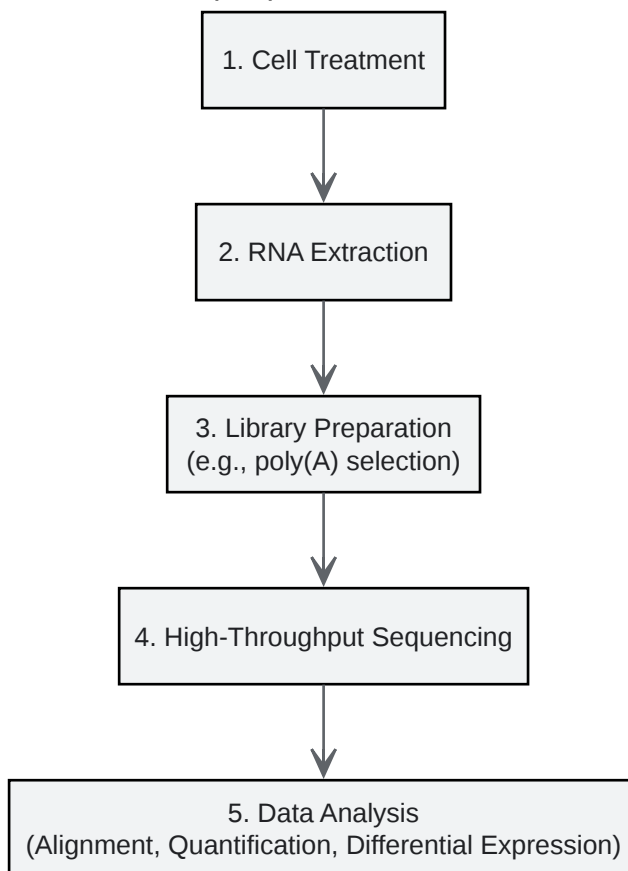 1. Cell Treatment
2. RNA Extraction
3. Library Preparation
(e.g., poly(A) selection)
4. High-Throughput Sequencing
5. Data Analysis
(Alignment, Quantification, Differential Expression)